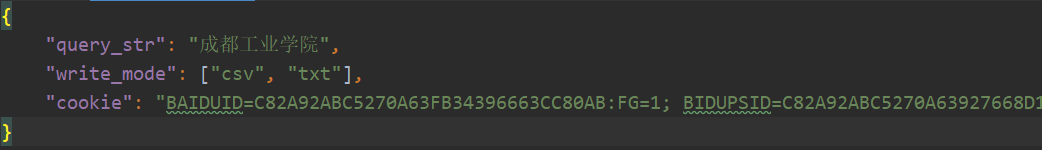 {
"query_str": "成都工业学院",
"write_mode": ["csv", "txt"],
"cookie": "BAIDUID=C82A92ABC5270A63FB34396663CC80AB:FG=1; BIDUPSID=C82A92ABC5270A63927668D1
}